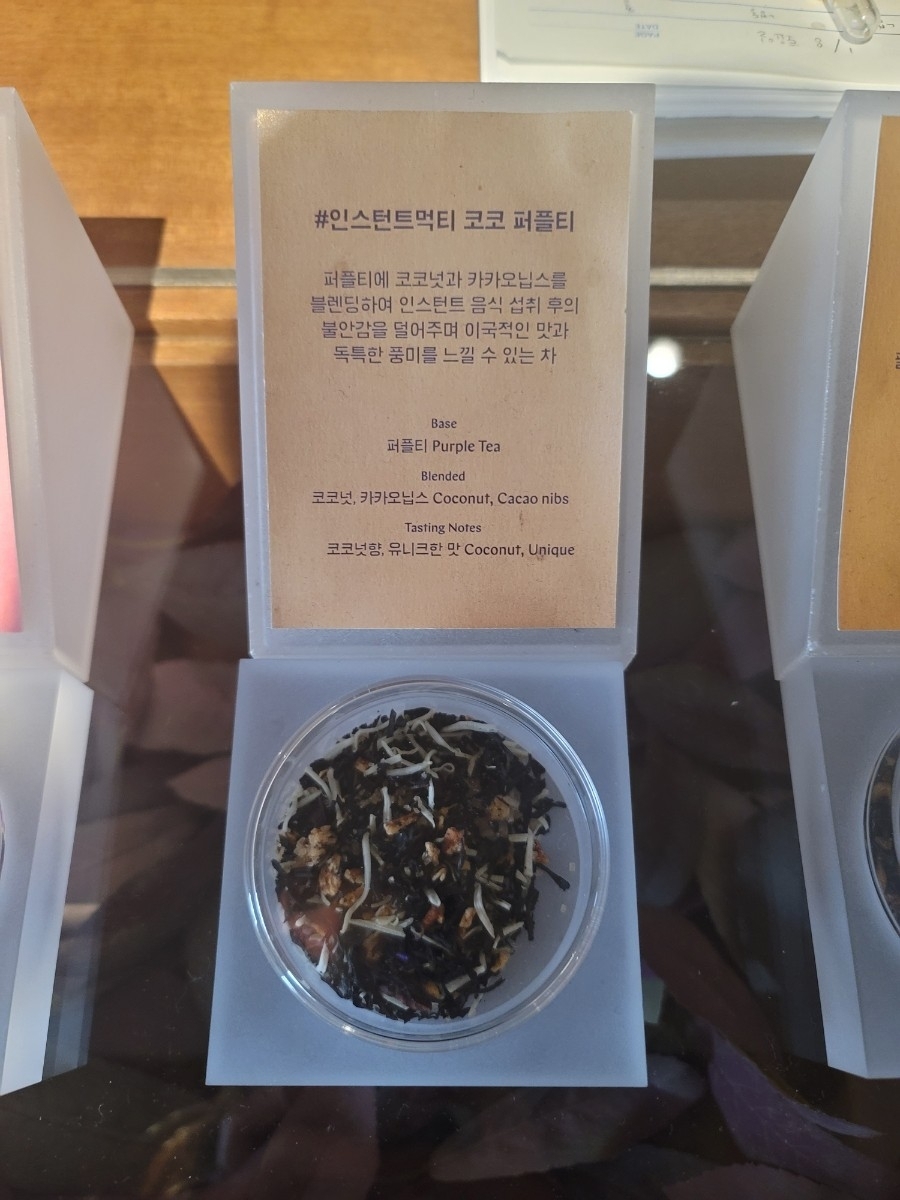 #인스턴트먹티 코코 퍼플티
퍼플티에 코코넛과 카카오닙스를
블렌딩하여 인스턴트 음식 섭취 후의
불안감을 덜어주며 이국적인 맛과
독특한 풍미를 느낄 수 있는 차
Base
퍼플티 Purple Tea
Blended
코코넛, 카카오닙스 Coconut, Cacao nibs
Tasting Notes
코코넛향, 유니크한 맛 Coconut, Unique